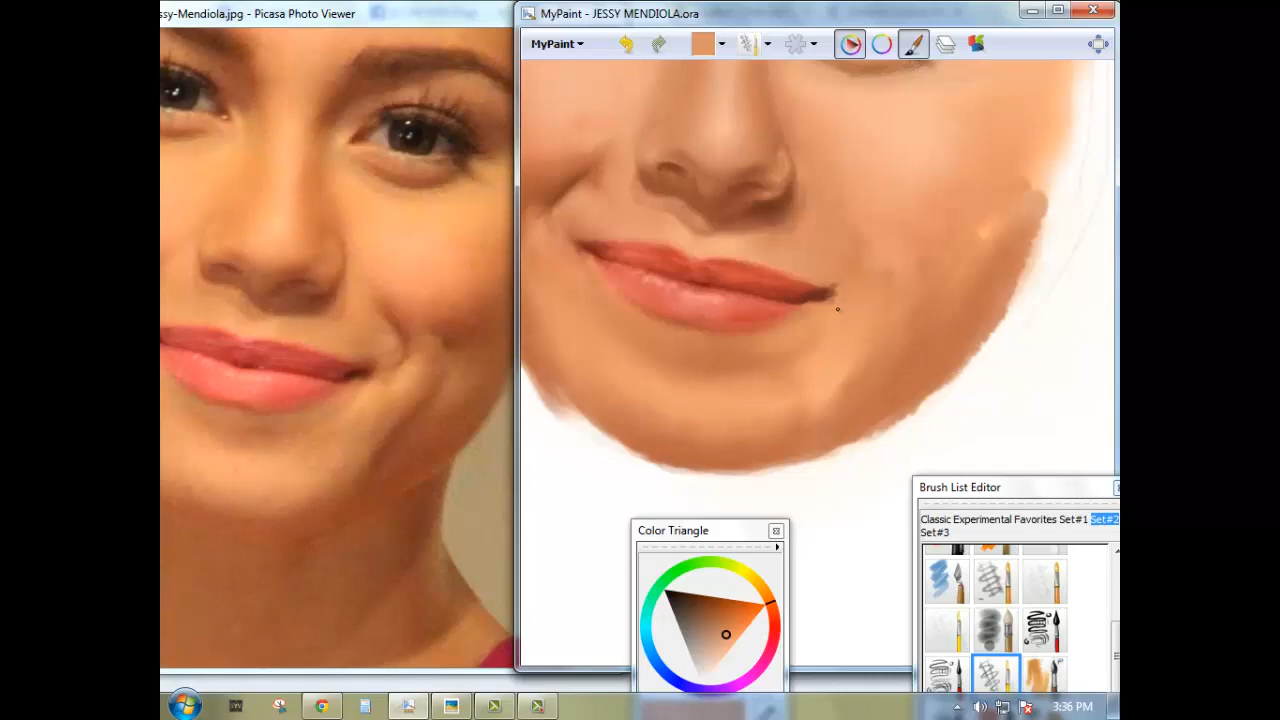 ssy-Mendiola.jpg - Picasa Photo Viewer
MyPaint - JESSY MENDIOLA.ora
MyPaint
Brush List Editor
Classic Experimental Favorites Set#1 Set#2
Set#3
Color Triangle
3:36 PM